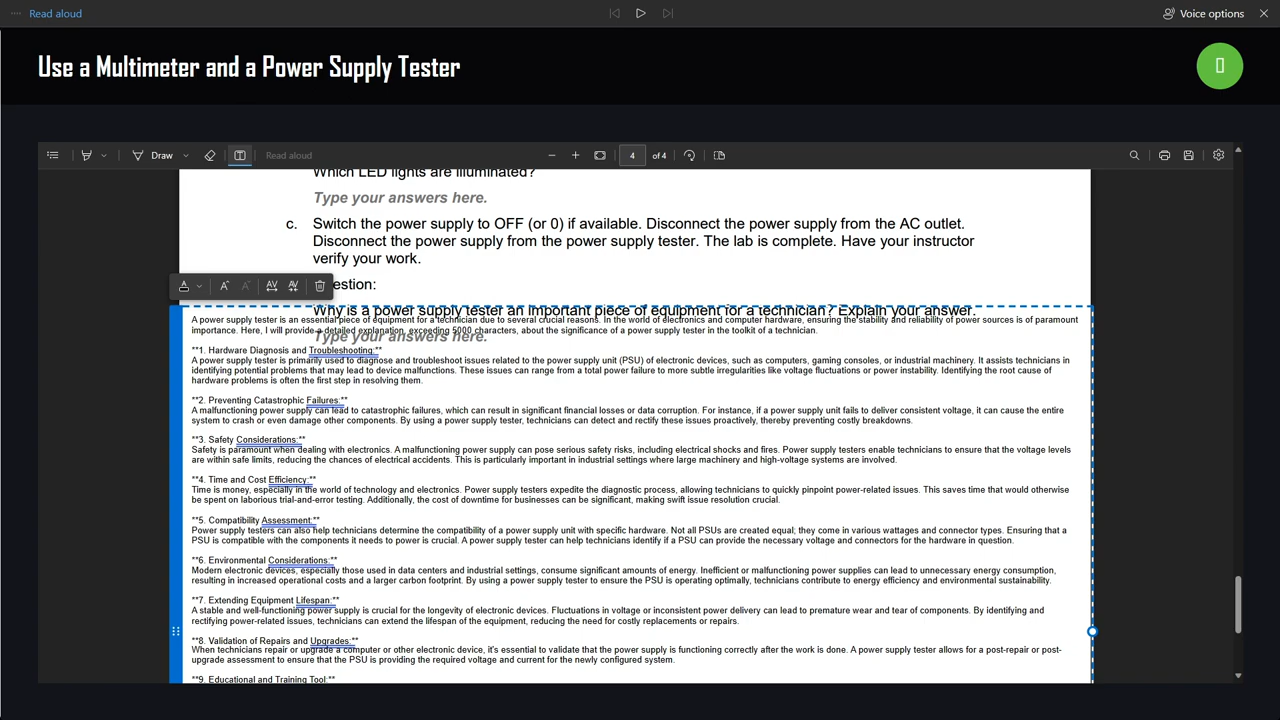 Read aloud
Voice options
Use a Multimeter and a Power Supply Tester
Draw
Read aloud
4
of 4
Which LED lights are illuminated?
Type your answers here.
c. Switch the power supply to OFF (or 0) if available. Disconnect the power supply from the AC outlet.
Disconnect the power supply from the power supply tester. The lab is complete. Have your instructor
verify your work.
estion:
Why is a power supply tester an important piece of equipment for a technician? Explain your answer.
A power supply tester is an essential piece of equipment for a technician due to several crucial reasons. In the world of electronics and computer hardware, ensuring the stability and reliability of power sources is of paramount
importance. Here, I will provide a detailed explanation, exceeding 5000 characters, about the significance of a power supply tester in the toolkit of a technician.
Type your answers here.
**1. Hardware Diagnosis and Troubleshooting:**
A power supply tester is primarily used to diagnose and troubleshoot issues related to the power supply unit (PSU) of electronic devices, such as computers, gaming consoles, or industrial machinery. It assists technicians in
identifying potential problems that may lead to device malfunctions. These issues can range from a total power failure to more subtle irregularities like voltage fluctuations or power instability. Identifying the root cause of
hardware problems is often the first step in resolving them.
**2. Preventing Catastrophic Failures:**
A malfunctioning power supply can lead to catastrophic failures, which can result in significant financial losses or data corruption. For instance, if a power supply unit fails to deliver consistent voltage, it can cause the entire
system to crash or even damage other components. By using a power supply tester, technicians can detect and rectify these issues proactively, thereby preventing costly breakdowns.
**3. Safety Considerations:**
Safety is paramount when dealing with electronics. A malfunctioning power supply can pose serious safety risks, including electrical shocks and fires. Power supply testers enable technicians to ensure that the voltage levels
are within safe limits, reducing the chances of electrical accidents. This is particularly important in industrial settings where large machinery and high-voltage systems are involved.
**4. Time and Cost Efficiency:**
Time is money, especially in the world of technology and electronics. Power supply testers expedite the diagnostic process, allowing technicians to quickly pinpoint power-related issues. This saves time that would otherwise
be spent on laborious trial-and-error testing. Additionally, the cost of downtime for businesses can be significant, making swift issue resolution crucial.
**5. Compatibility Assessment:**
Power supply testers can also help technicians determine the compatibility of a power supply unit with specific hardware. Not all PSUs are created equal; they come in various wattages and connector types. Ensuring that a
PSU is compatible with the components it needs to power is crucial. A power supply tester can help technicians identify if a PSU can provide the necessary voltage and connectors for the hardware in question.
**6. Environmental Considerations:**
Modern electronic devices, especially those used in data centers and industrial settings, consume significant amounts of energy. Inefficient or malfunctioning power supplies can lead to unnecessary energy consumption,
resulting in increased operational costs and a larger carbon footprint. By using a power supply tester to ensure the PSU is operating optimally, technicians contribute to energy efficiency and environmental sustainability.
**7. Extending Equipment Lifespan:**
A stable and well-functioning power supply is crucial for the longevity of electronic devices. Fluctuations in voltage or inconsistent power delivery can lead to premature wear and tear of components. By identifying and
rectifying power-related issues, technicians can extend the lifespan of the equipment, reducing the need for costly replacements or repairs.
**8. Validation of Repairs and Upgrades:**
When technicians repair or upgrade a computer or other electronic device, it's essential to validate that the power supply is functioning correctly after the work is done. A power supply tester allows for a post-repair or post-
upgrade assessment to ensure that the PSU is providing the required voltage and current for the newly configured system.
**9. Educational and Training Tool:**